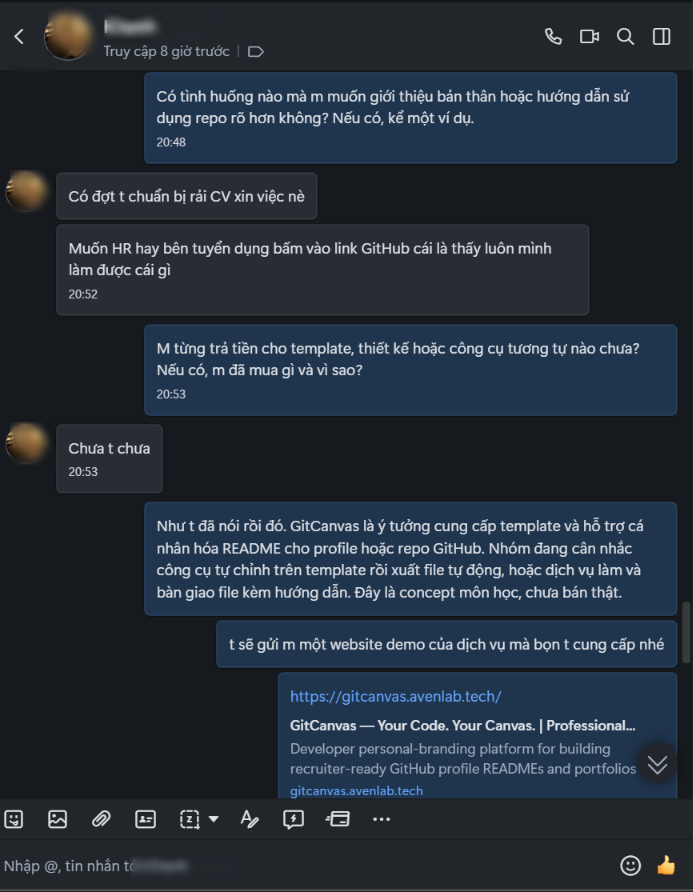 Truy cập 8 giờ trước
Có tình huống nào mà m muốn giới thiệu bản thân hoặc hướng dẫn sử
dụng repo rõ hơn không? Nếu có, kể một ví dụ.
20:48
Có đợt t chuẩn bị rải CV xin việc nè
Muốn HR hay bên tuyển dụng bấm vào link GitHub cái là thấy luôn mình
làm được cái gì
20:52
M từng trả tiền cho template, thiết kế hoặc công cụ tương tự nào chưa?
Nếu có, m đã mua gì và vì sao?
20:53
Chưa t chưa
20:53
Như t đã nói rồi đó. GitCanvas là ý tưởng cung cấp template và hỗ trợ cá
nhân hóa README cho profile hoặc repo GitHub. Nhóm đang cân nhắc
công cụ tự chỉnh trên template rồi xuất file tự động, hoặc dịch vụ làm và
bàn giao file kèm hướng dẫn. Đây là concept môn học, chưa bán thật.
t sẽ gửi m một website demo của dịch vụ mà bọn t cung cấp nhé
https://gitcanvas.avenlab.tech/
GitCanvas — Your Code. Your Canvas. | Professional...
Developer personal-branding platform for building
recruiter-ready GitHub profile READMEs and portfolios
gitcanvas.avenlab.tech
Nhập @, tin nhắn